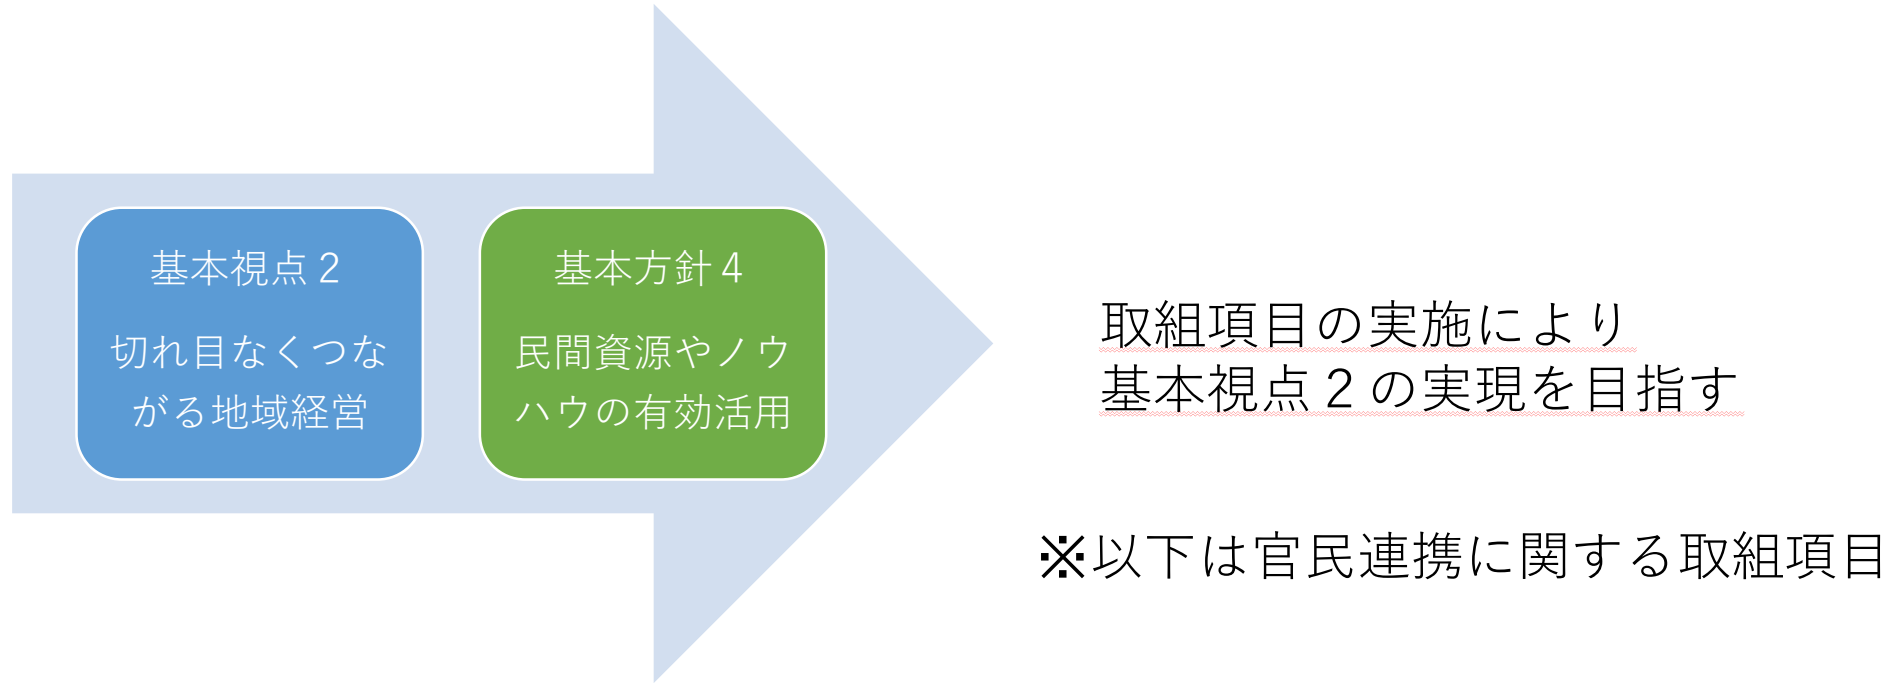 基本視点２
切れ目なくつな
がる地域経営
基本方針４
民間資源やノウ
ハウの有効活用
取組項目の実施により
基本視点２の実現を目指す
※以下は官民連携に関する取組項目